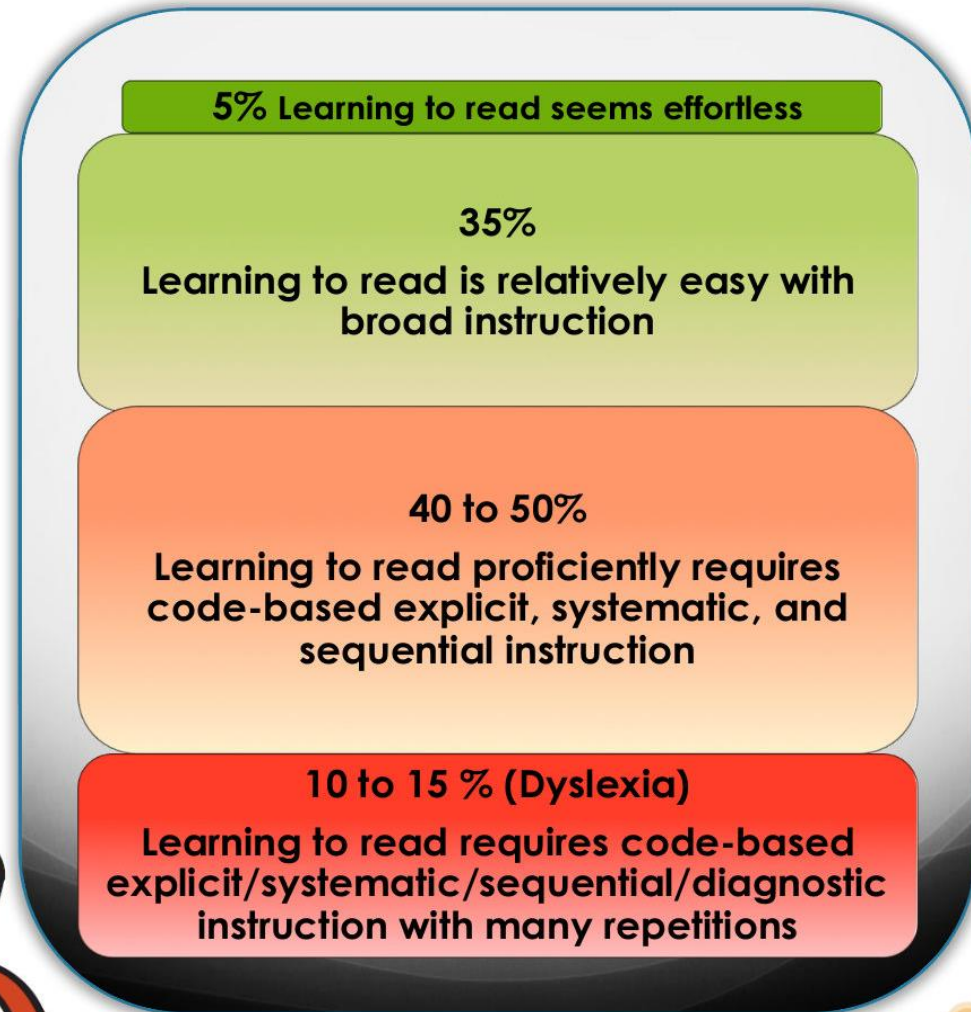 5% Learning to read seems effortless
35%
Learning to read is relatively easy with
broad instruction
40 to 50%
Learning to read proficiently requires
code-based explicit, systematic, and
sequential instruction
10 to 15 % (Dyslexia)
Learning to read requires code-based
explicit/systematic/sequential/diagnostic
instruction with many repetitions